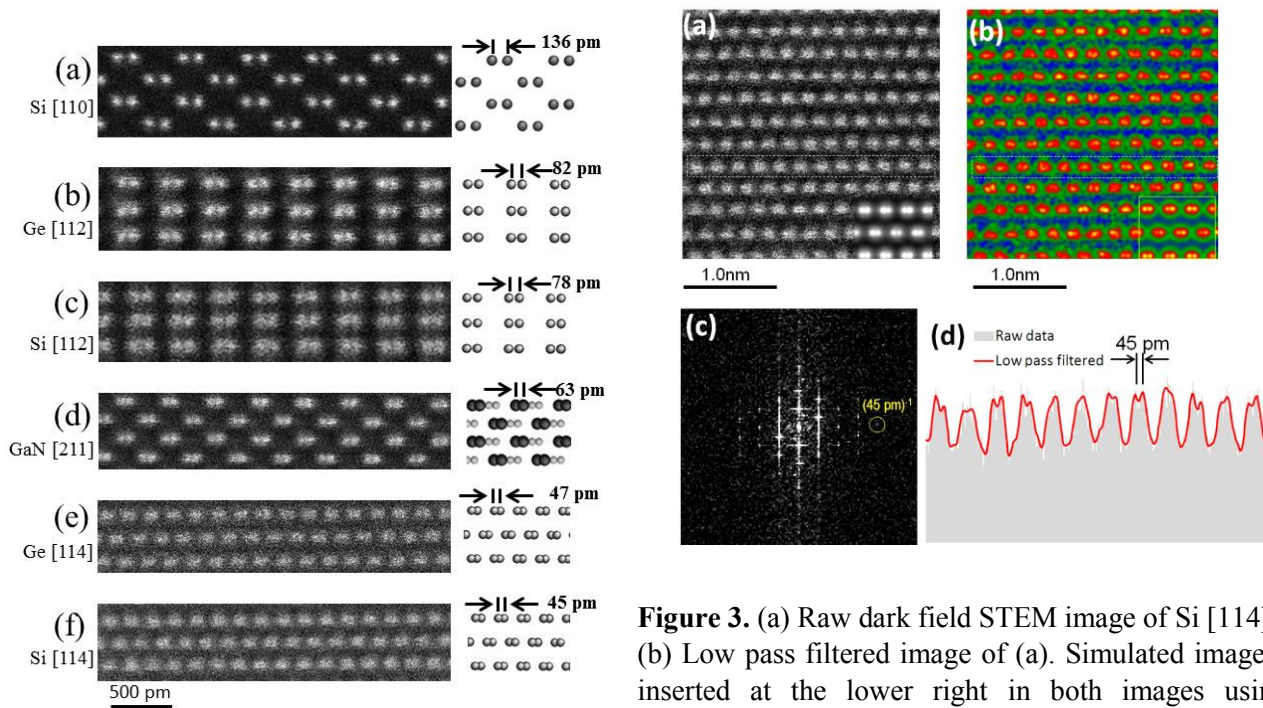 (a)
Si [110]
136 pm
(b)
Ge [112]
82 pm
(c)
Si [112]
78 pm
(d)
GaN [211]
63 pm
(e)
Ge [114]
47 pm
(f)
Si [114]
45 pm
500 pm
(a)
1.0nm
(b)
1.0nm
(c)
(45 pm)-1
(d)
Raw data
Low pass filtered
45 pm
Figure 3. (a) Raw dark field STEM image of Si [114]
(b) Low pass filtered image of (a). Simulated image
inserted at the lower right in both images usin